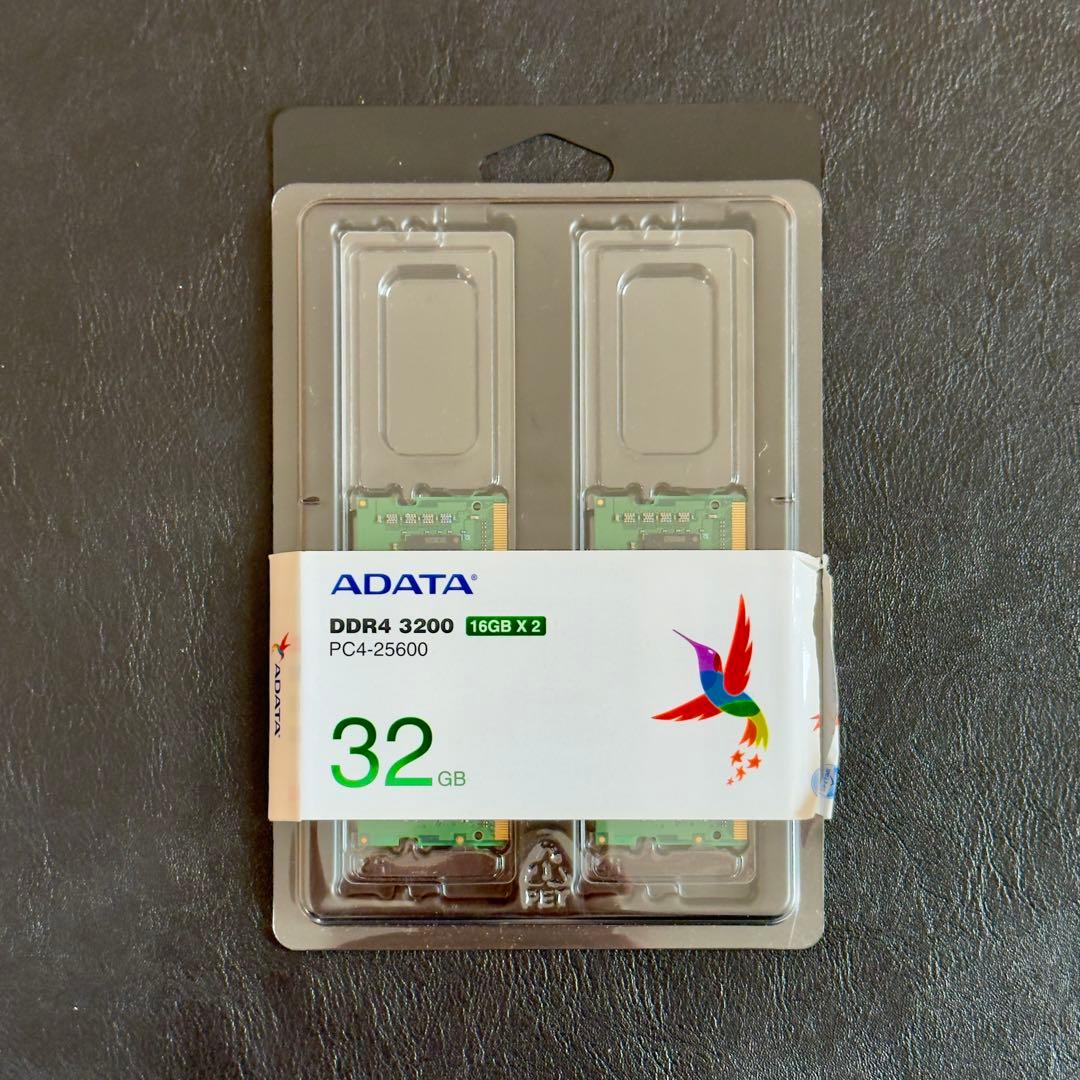 ADATA®
DDR4 3200 16GB X 2
PC4-25600
32GB
ADATA
PET